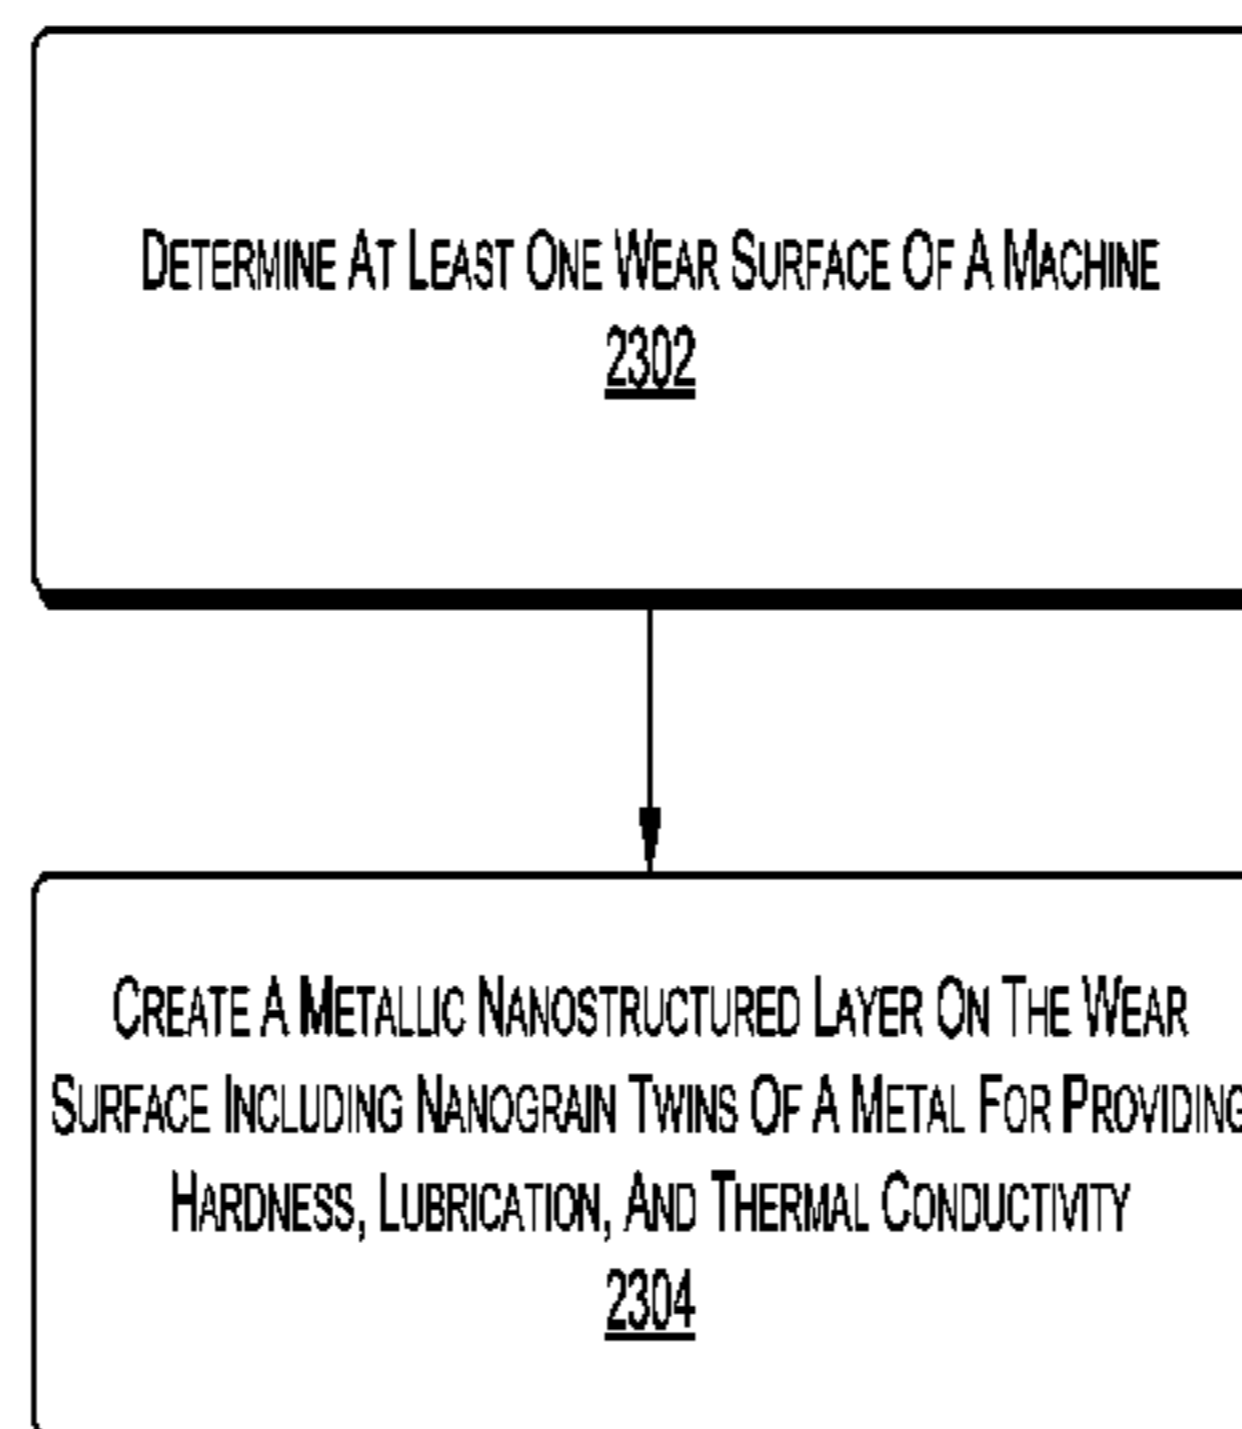 DETERMINE AT LEAST ONE WEAR SURFACE OF A MACHINE
2302
CREATE A METALLIC NANOSTRUCTURED LAYER ON THE WEAR
SURFACE INCLUDING NANOGRAIN TWINS OF A METAL FOR PROVIDING
HARDNESS, LUBRICATION, AND THERMAL CONDUCTIVITY
2304